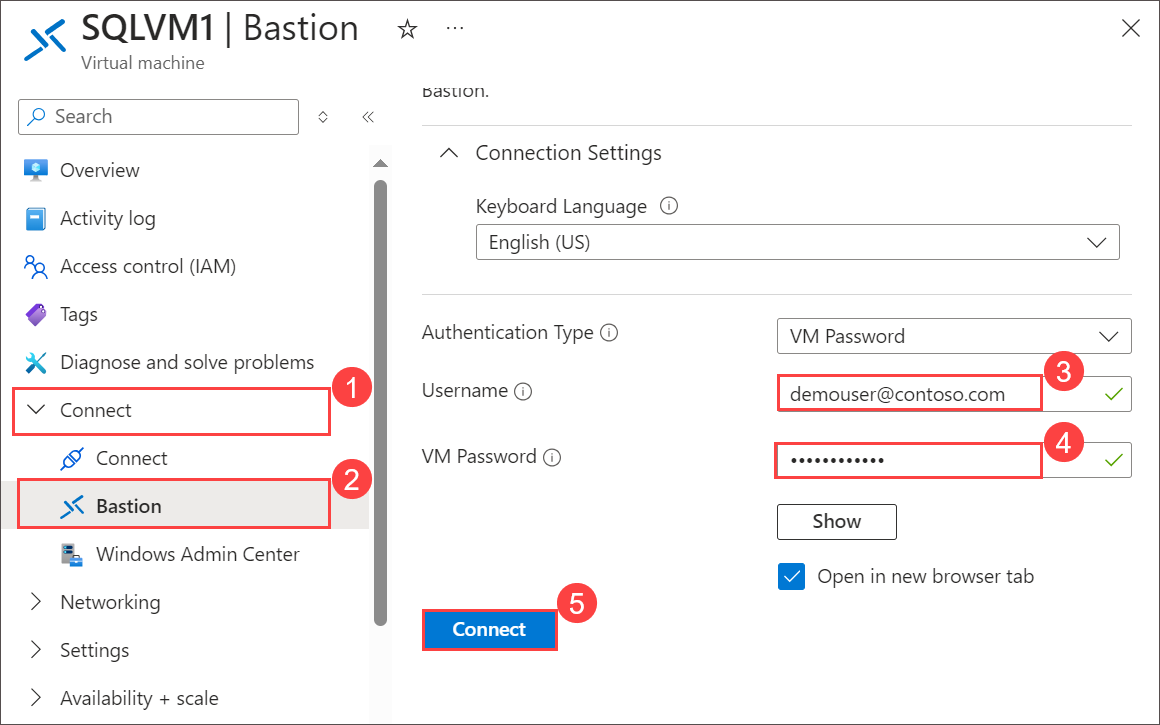 SQLVM1 | Bastion
...
Virtual machine
Search
Overview
Activity log
Access control (IAM)
Tags
Diagnose and solve problems
Connect
1
Connect
Bastion
2
Windows Admin Center
Networking
Settings
Availability + scale
Bastion.
Connection Settings
Keyboard Language
English (US)
Authentication Type
VM Password
Username
demouser@contoso.com
3
VM Password
••••••••••••
4
Show
Open in new browser tab
Connect
5